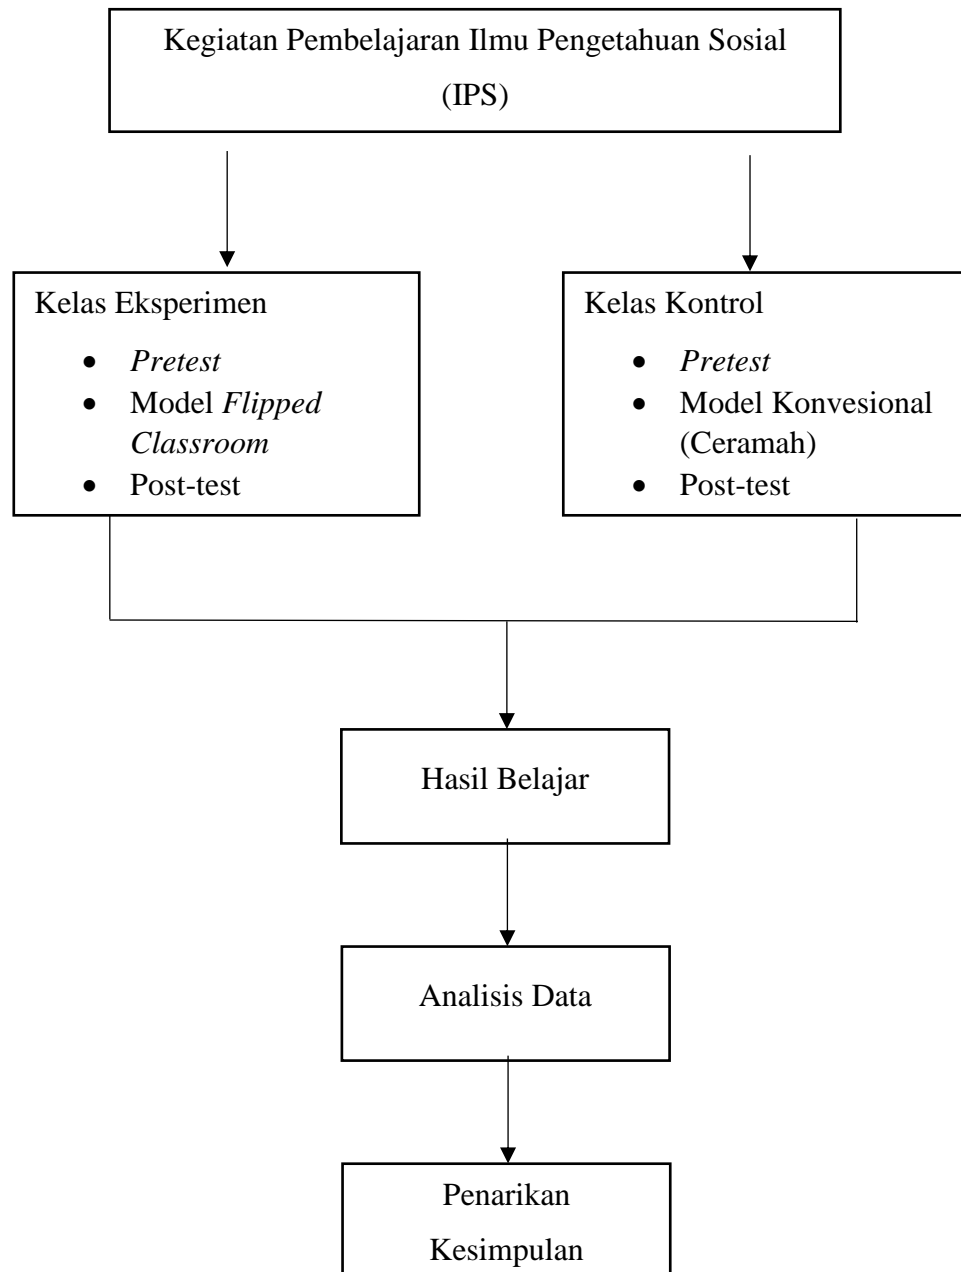 Kegiatan Pembelajaran Ilmu Pengetahuan Sosial
(IPS)
Kelas Eksperimen
• Pretest
• Model Flipped
Classroom
• Post-test
Kelas Kontrol
• Pretest
• Model Konvesional
(Ceramah)
• Post-test
Hasil Belajar
Analisis Data
Penarikan
Kesimpulan